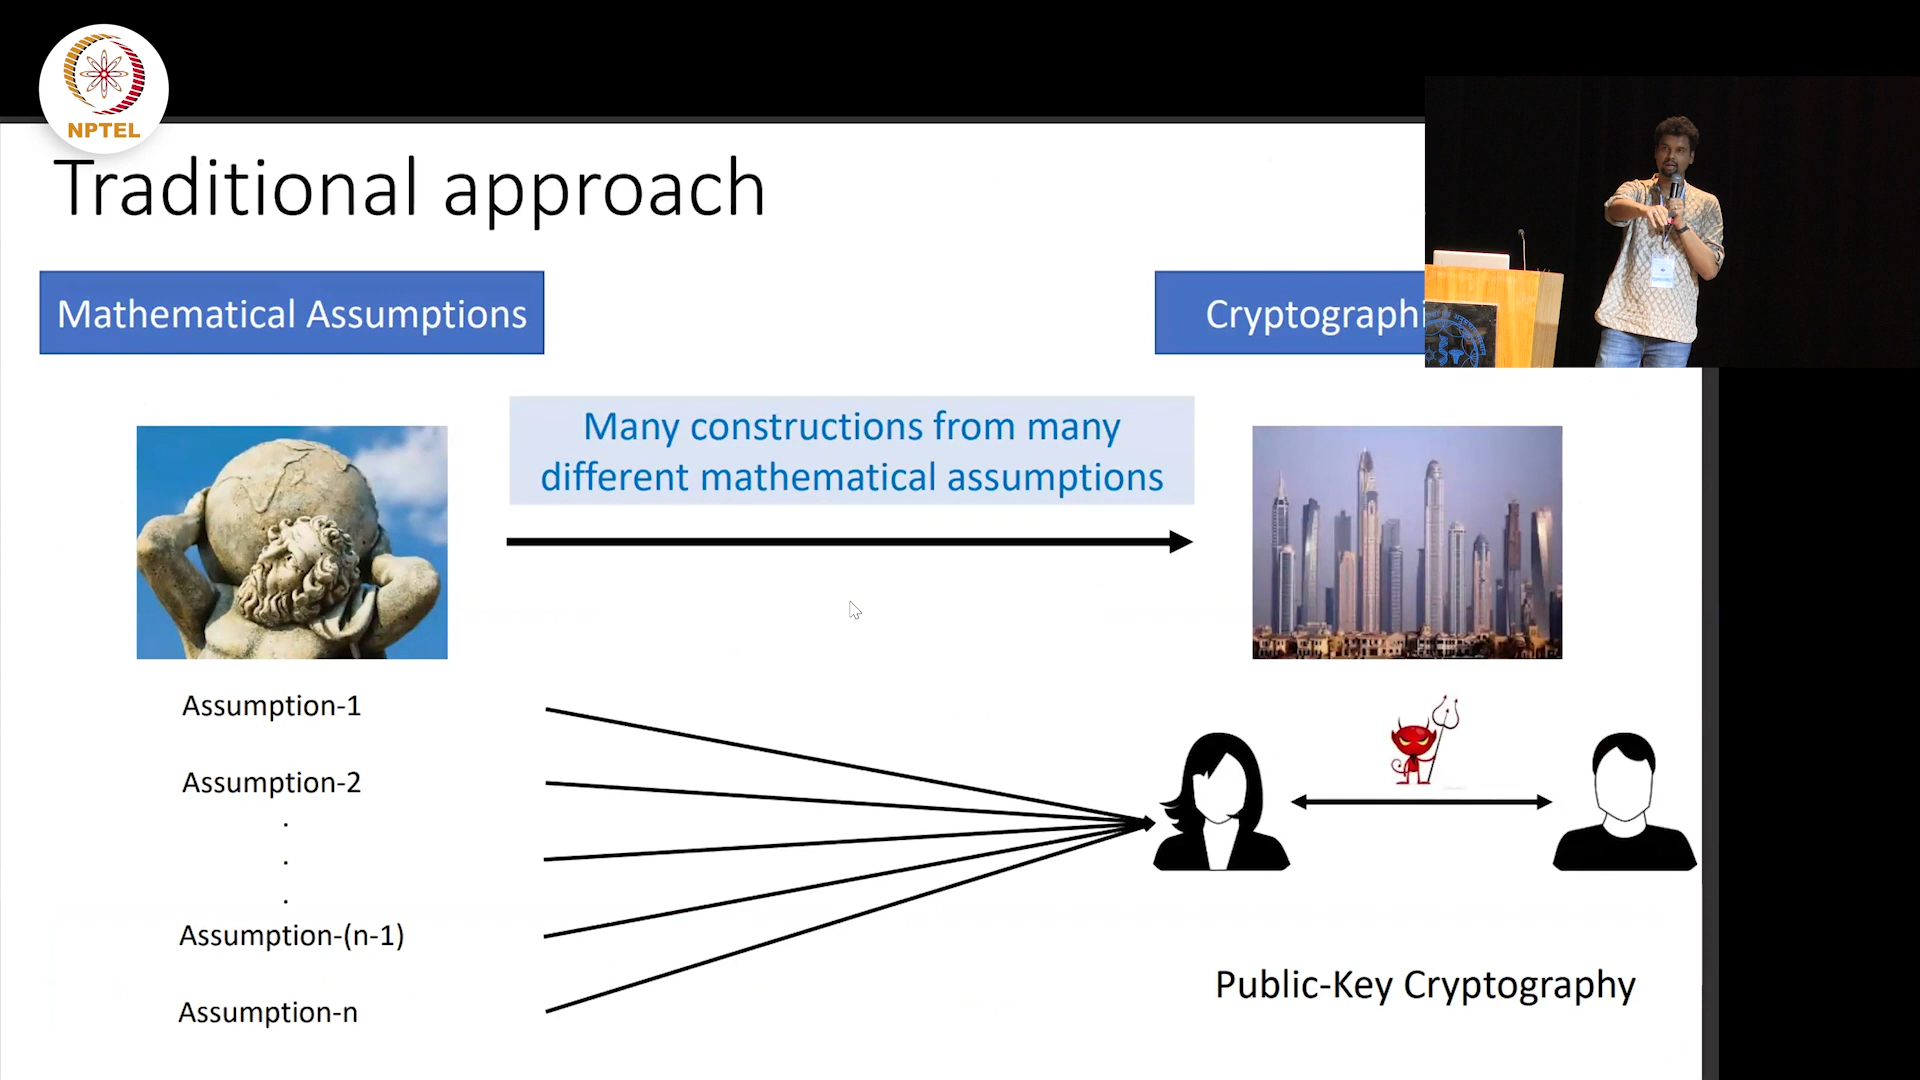 NPTEL
Traditional approach
Mathematical Assumptions
Cryptographi
Many constructions from many
different mathematical assumptions
Assumption-1
Assumption-2
.
.
.
Assumption-(n-1)
Assumption-n
Public-Key Cryptography